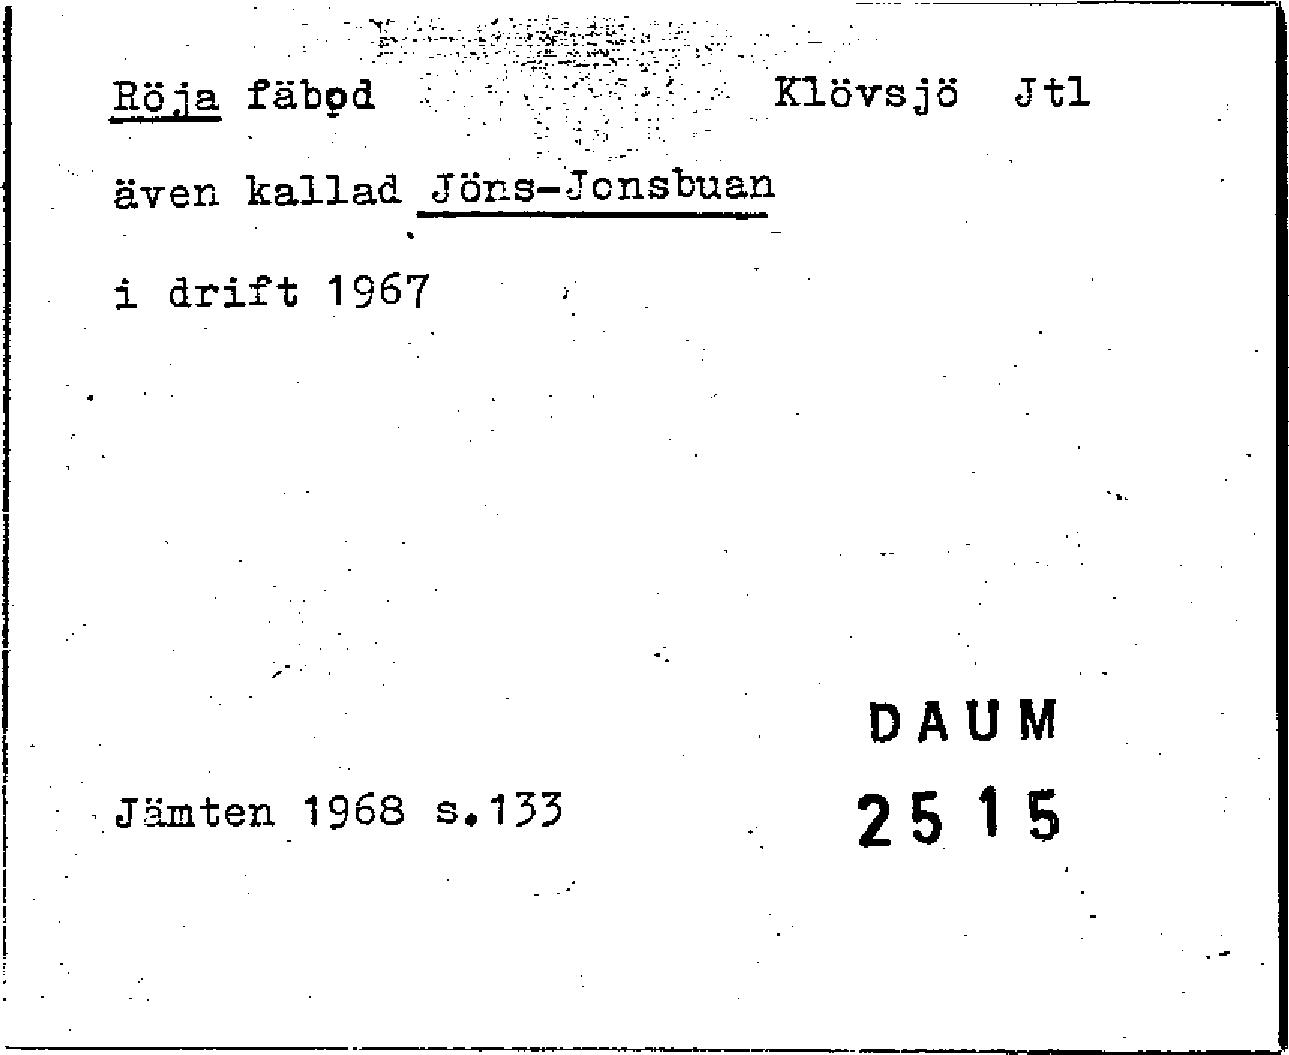 Röja fäbod Klövsjö Jtl
även kallad Jöns-Jonsbuan
i drift 1967
DAUM
Jämten 1968 s.133 2515